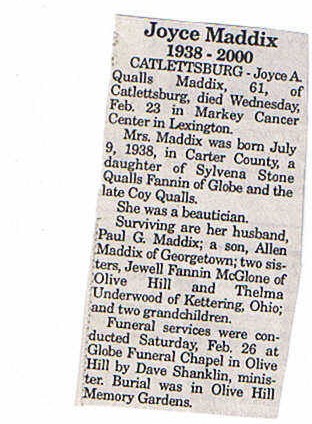 Joyce Maddix
1938 - 2000
CATLETTSBURG - Joyce A.
Qualls Maddix, 61, of
Catlettsburg, died Wednesday,
Feb. 23 in Markey Cancer
Center in Lexington.
Mrs. Maddix was born July
9, 1938, in Carter County, a
daughter of Sylvena Stone
Qualls Fannin of Globe and the
late Coy Qualls.
She was a beautician.
Surviving are her husband,
Paul G. Maddix; a son, Allen
Maddix of Georgetown; two sis-
ters, Jewell Fannin McGlone of
Olive Hill and Thelma
Underwood of Kettering, Ohio;
and two grandchildren.
Funeral services were con-
ducted Saturday, Feb. 26 at
Globe Funeral Chapel in Olive
Hill by Dave Shanklin, minis-
ter. Burial was in Olive Hill
Memory Gardens.